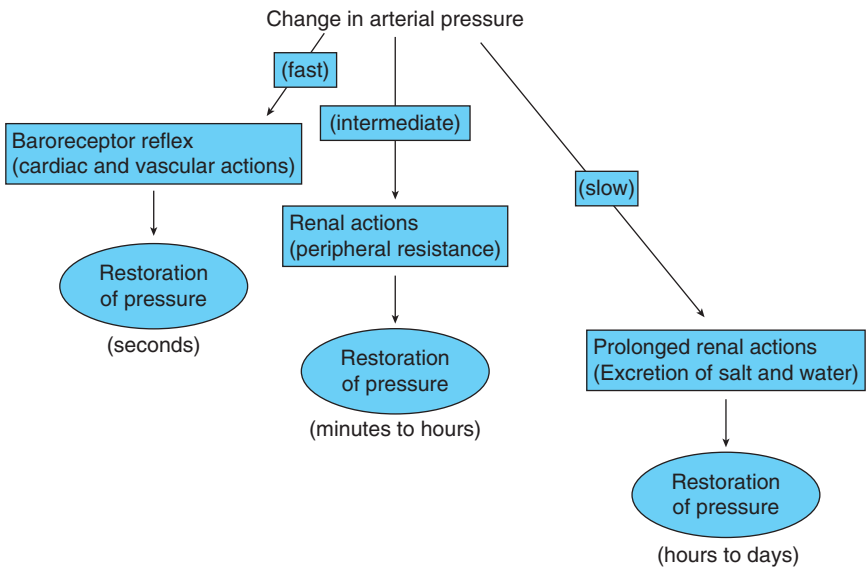 Change in arterial pressure
(fast)
Baroreceptor reflex
(cardiac and vascular actions)
Restoration
of pressure
(seconds)
(intermediate)
Renal actions
(peripheral resistance)
Restoration
of pressure
(minutes to hours)
(slow)
Prolonged renal actions
(Excretion of salt and water)
Restoration
of pressure
(hours to days)